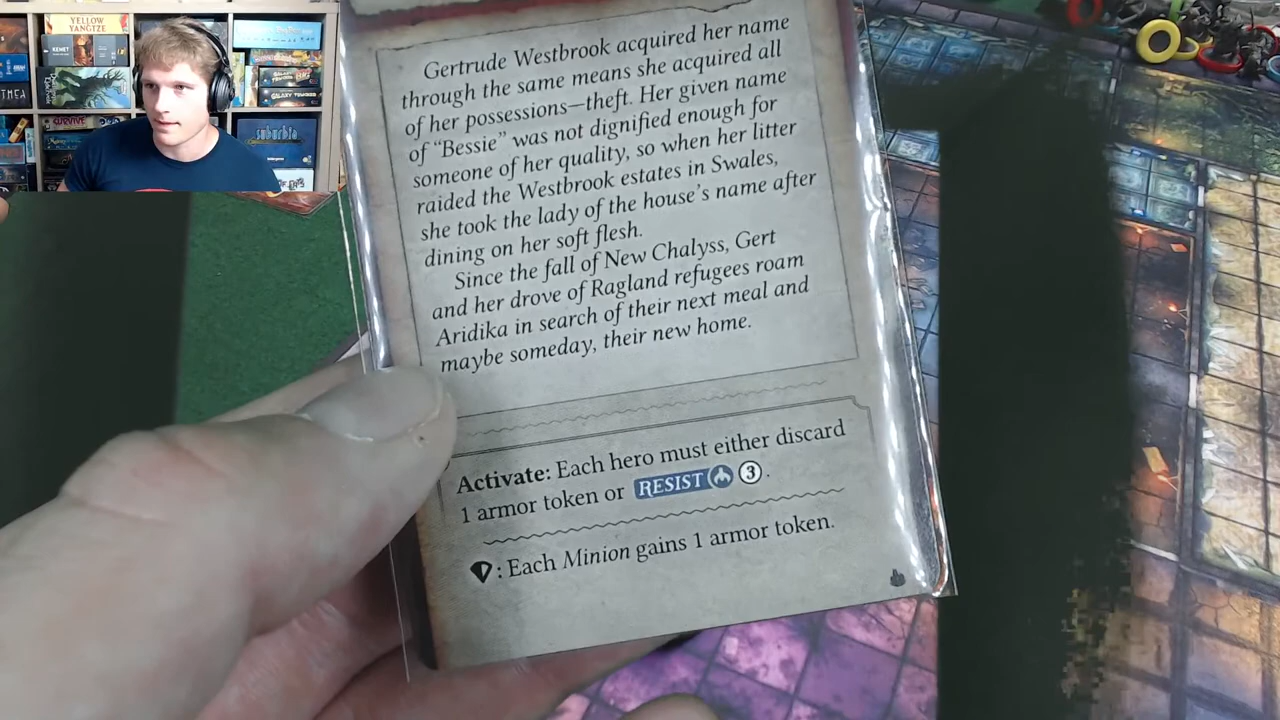 YELLOW
YANGTZE
KEMET
SURVIVE
GALAXY TRUCKER
suburbia
Gertrude Westbrook acquired her name
through the same means she acquired all
of her possessions—theft. Her given name
of “Bessie” was not dignified enough for
someone of her quality, so when her litter
raided the Westbrook estates in Swales,
she took the lady of the house’s name after
dining on her soft flesh.
Since the fall of New Chalyss, Gert
and her drove of Ragland refugees roam
Aridika in search of their next meal and
maybe someday, their new home.
Activate: Each hero must either discard
1 armor token or RESIST 3.
: Each Minion gains 1 armor token.